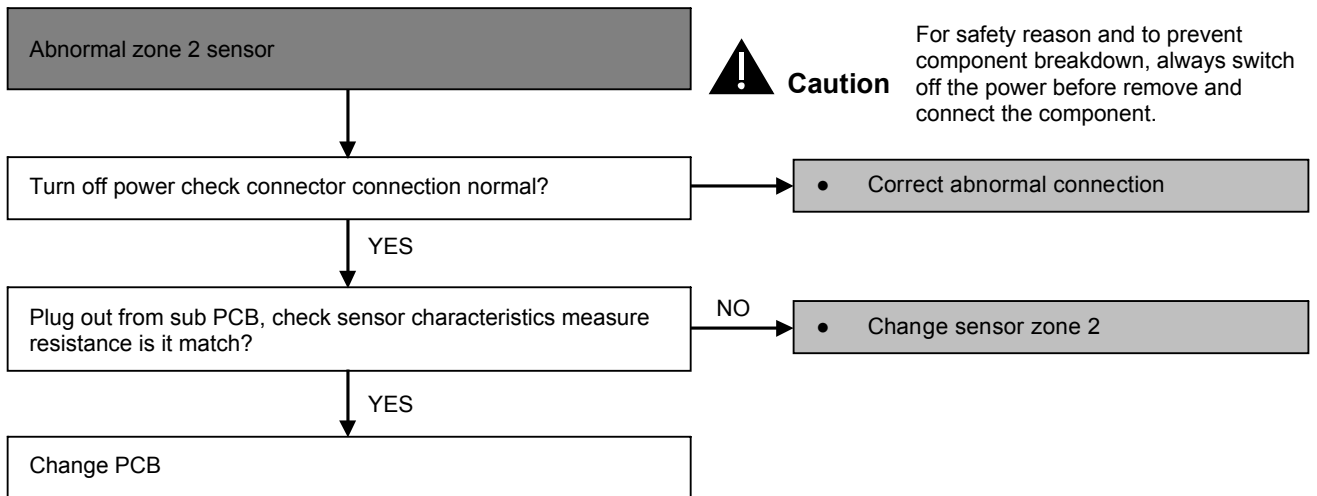 Abnormal zone 2 sensor
Caution
For safety reason and to prevent
component breakdown, always switch
off the power before remove and
connect the component.
Turn off power check connector connection normal?
● Correct abnormal connection
YES
Plug out from sub PCB, check sensor characteristics measure
resistance is it match?
NO
● Change sensor zone 2
YES
Change PCB